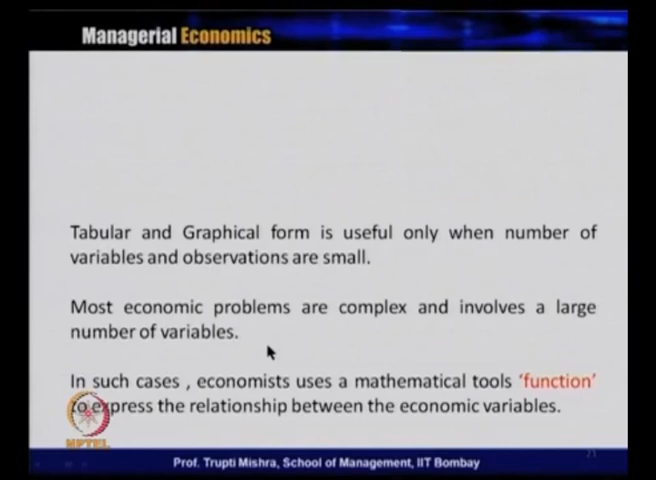 Managerial Economics
Tabular and Graphical form is useful only when number of
variables and observations are small.
Most economic problems are complex and involves a large
number of variables.
In such cases , economists uses a mathematical tools ‘function’
to express the relationship between the economic variables.
NPTEL
Prof. Trupti Mishra, School of Management, IIT Bombay